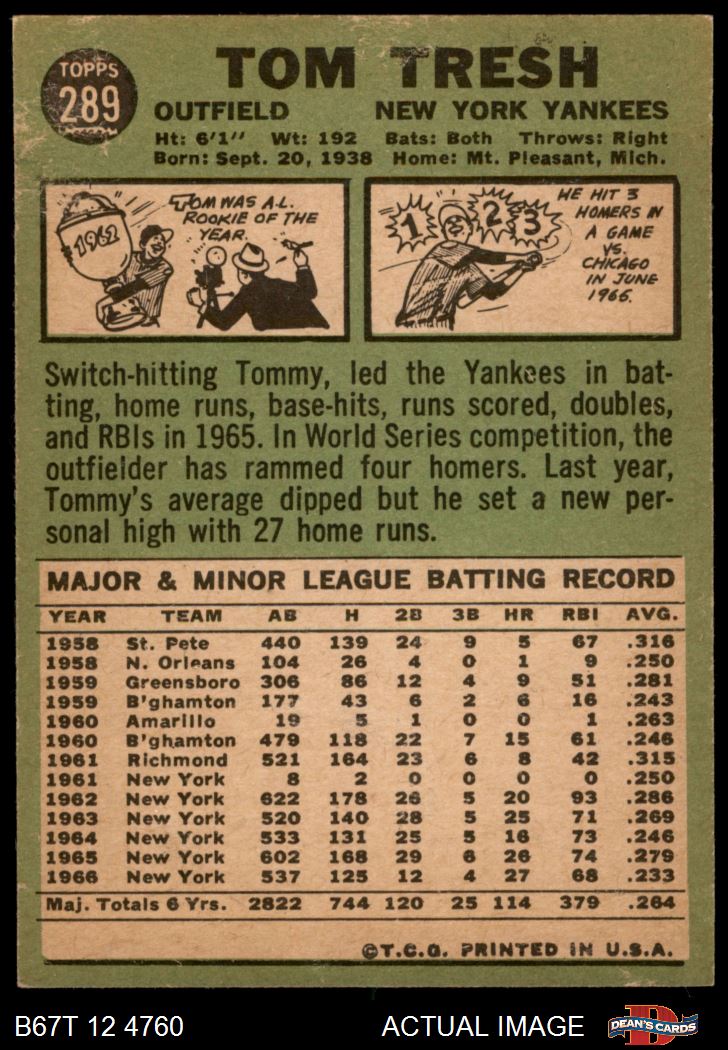 TOPPS
289
TOM TRESH
OUTFIELD NEW YORK YANKEES
Ht: 6'1" Wt: 192 Bats: Both Throws: Right
Born: Sept. 20, 1938 Home: Mt. Pleasant, Mich.
1962
TOM WAS A.L.
ROOKIE OF THE
YEAR.
1 2 3
HE HIT 3
HOMERS IN
A GAME
VS.
CHICAGO
IN JUNE
1965.
Switch-hitting Tommy, led the Yankees in bat-
ting, home runs, base-hits, runs scored, doubles,
and RBIs in 1965. In World Series competition, the
outfielder has rammed four homers. Last year,
Tommy's average dipped but he set a new per-
sonal high with 27 home runs.
MAJOR & MINOR LEAGUE BATTING RECORD
YEAR TEAM AB H 2B 3B HR RBI AVG.
1958 St. Pete 440 139 24 9 5 67 .316
1958 N. Orleans 104 26 4 0 1 9 .250
1959 Greensboro 306 86 12 4 9 51 .281
1959 B'ghamton 177 43 6 2 6 16 .243
1960 Amarillo 19 5 1 0 0 1 .263
1960 B'ghamton 479 118 22 7 15 61 .246
1961 Richmond 521 164 23 6 8 42 .315
1961 New York 8 2 0 0 0 0 .250
1962 New York 622 178 26 5 20 93 .286
1963 New York 520 140 28 5 25 71 .269
1964 New York 533 131 25 5 16 73 .246
1965 New York 602 168 29 6 26 74 .279
1966 New York 537 125 12 4 27 68 .233
Maj. Totals 6 Yrs. 2822 744 120 25 114 379 .264
©T.C.G. PRINTED IN U.S.A.
B67T 12 4760 ACTUAL IMAGE
D
DEAN'S CARDS